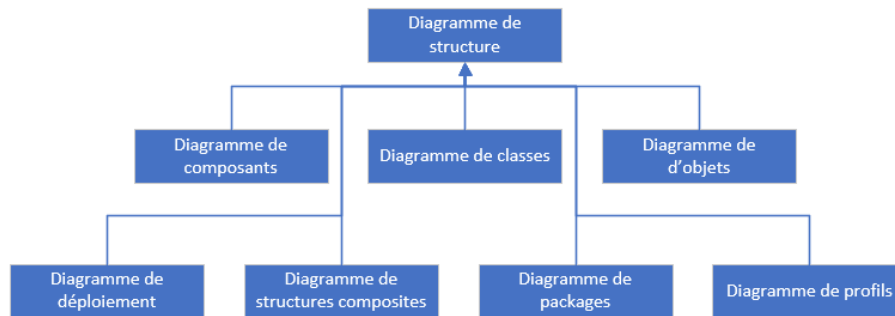 Diagramme de
structure
Diagramme de
composants
Diagramme de classes
Diagramme de
d'objets
Diagramme de
déploiement
Diagramme de
structures composites
Diagramme de
packages
Diagramme de profils